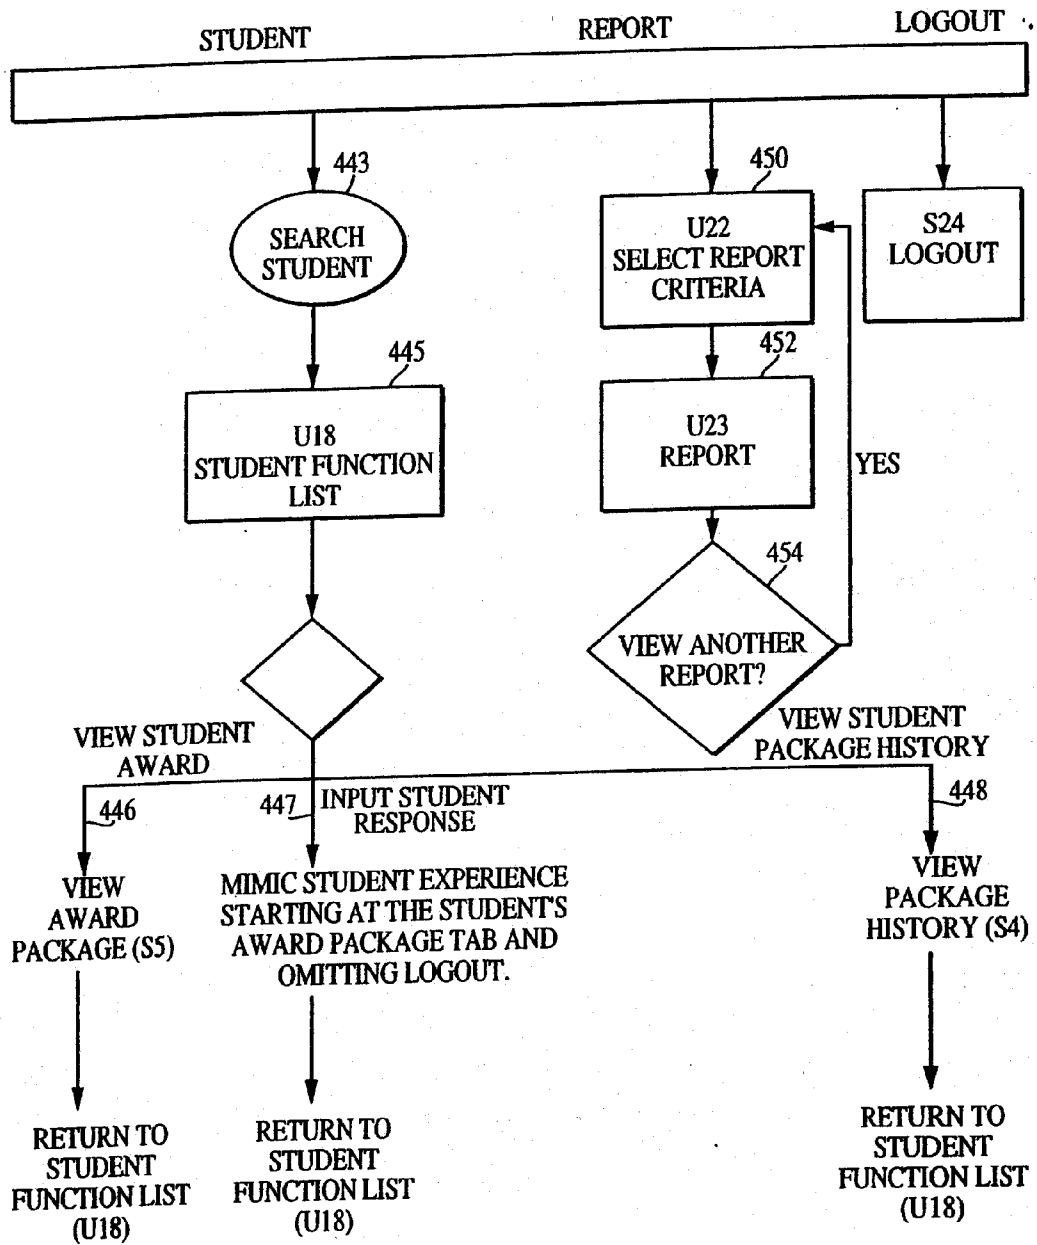 STUDENT
REPORT
LOGOUT
443
SEARCH
STUDENT
450
U22
SELECT REPORT
CRITERIA
S24
LOGOUT
445
U18
STUDENT FUNCTION
LIST
452
U23
REPORT
YES
454
VIEW ANOTHER
REPORT?
VIEW STUDENT
AWARD
VIEW STUDENT
PACKAGE HISTORY
446
447
INPUT STUDENT
RESPONSE
448
VIEW
AWARD
PACKAGE (S5)
MIMIC STUDENT EXPERIENCE
STARTING AT THE STUDENT'S
AWARD PACKAGE TAB AND
OMITTING LOGOUT.
VIEW
PACKAGE
HISTORY (S4)
RETURN TO
STUDENT
FUNCTION LIST
(U18)
RETURN TO
STUDENT
FUNCTION LIST
(U18)
RETURN TO
STUDENT
FUNCTION LIST
(U18)